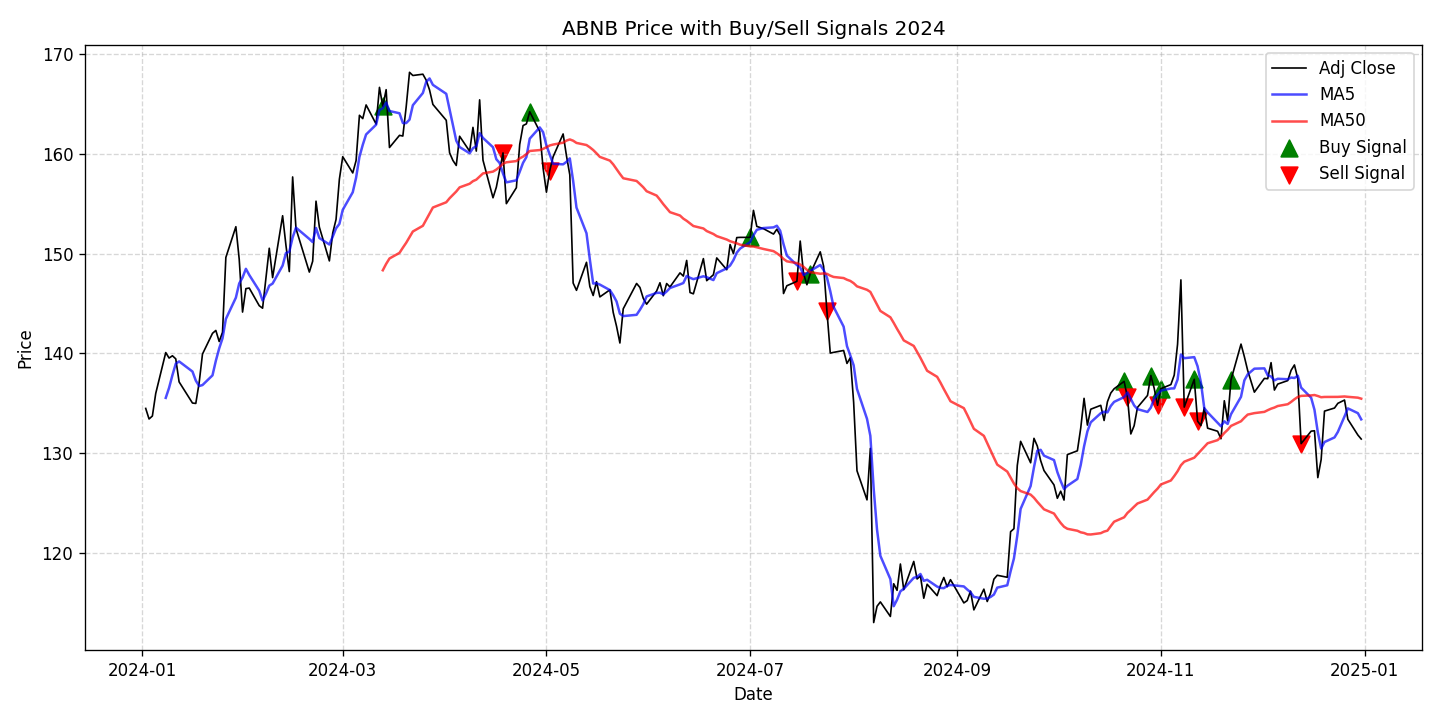 ABNB Price with Buy/Sell Signals 2024
170
160
150
140
130
120
Price
2024-01
2024-03
2024-05
2024-07
2024-09
2024-11
2025-01
Date
Adj Close
MA5
MA50
Buy Signal
Sell Signal